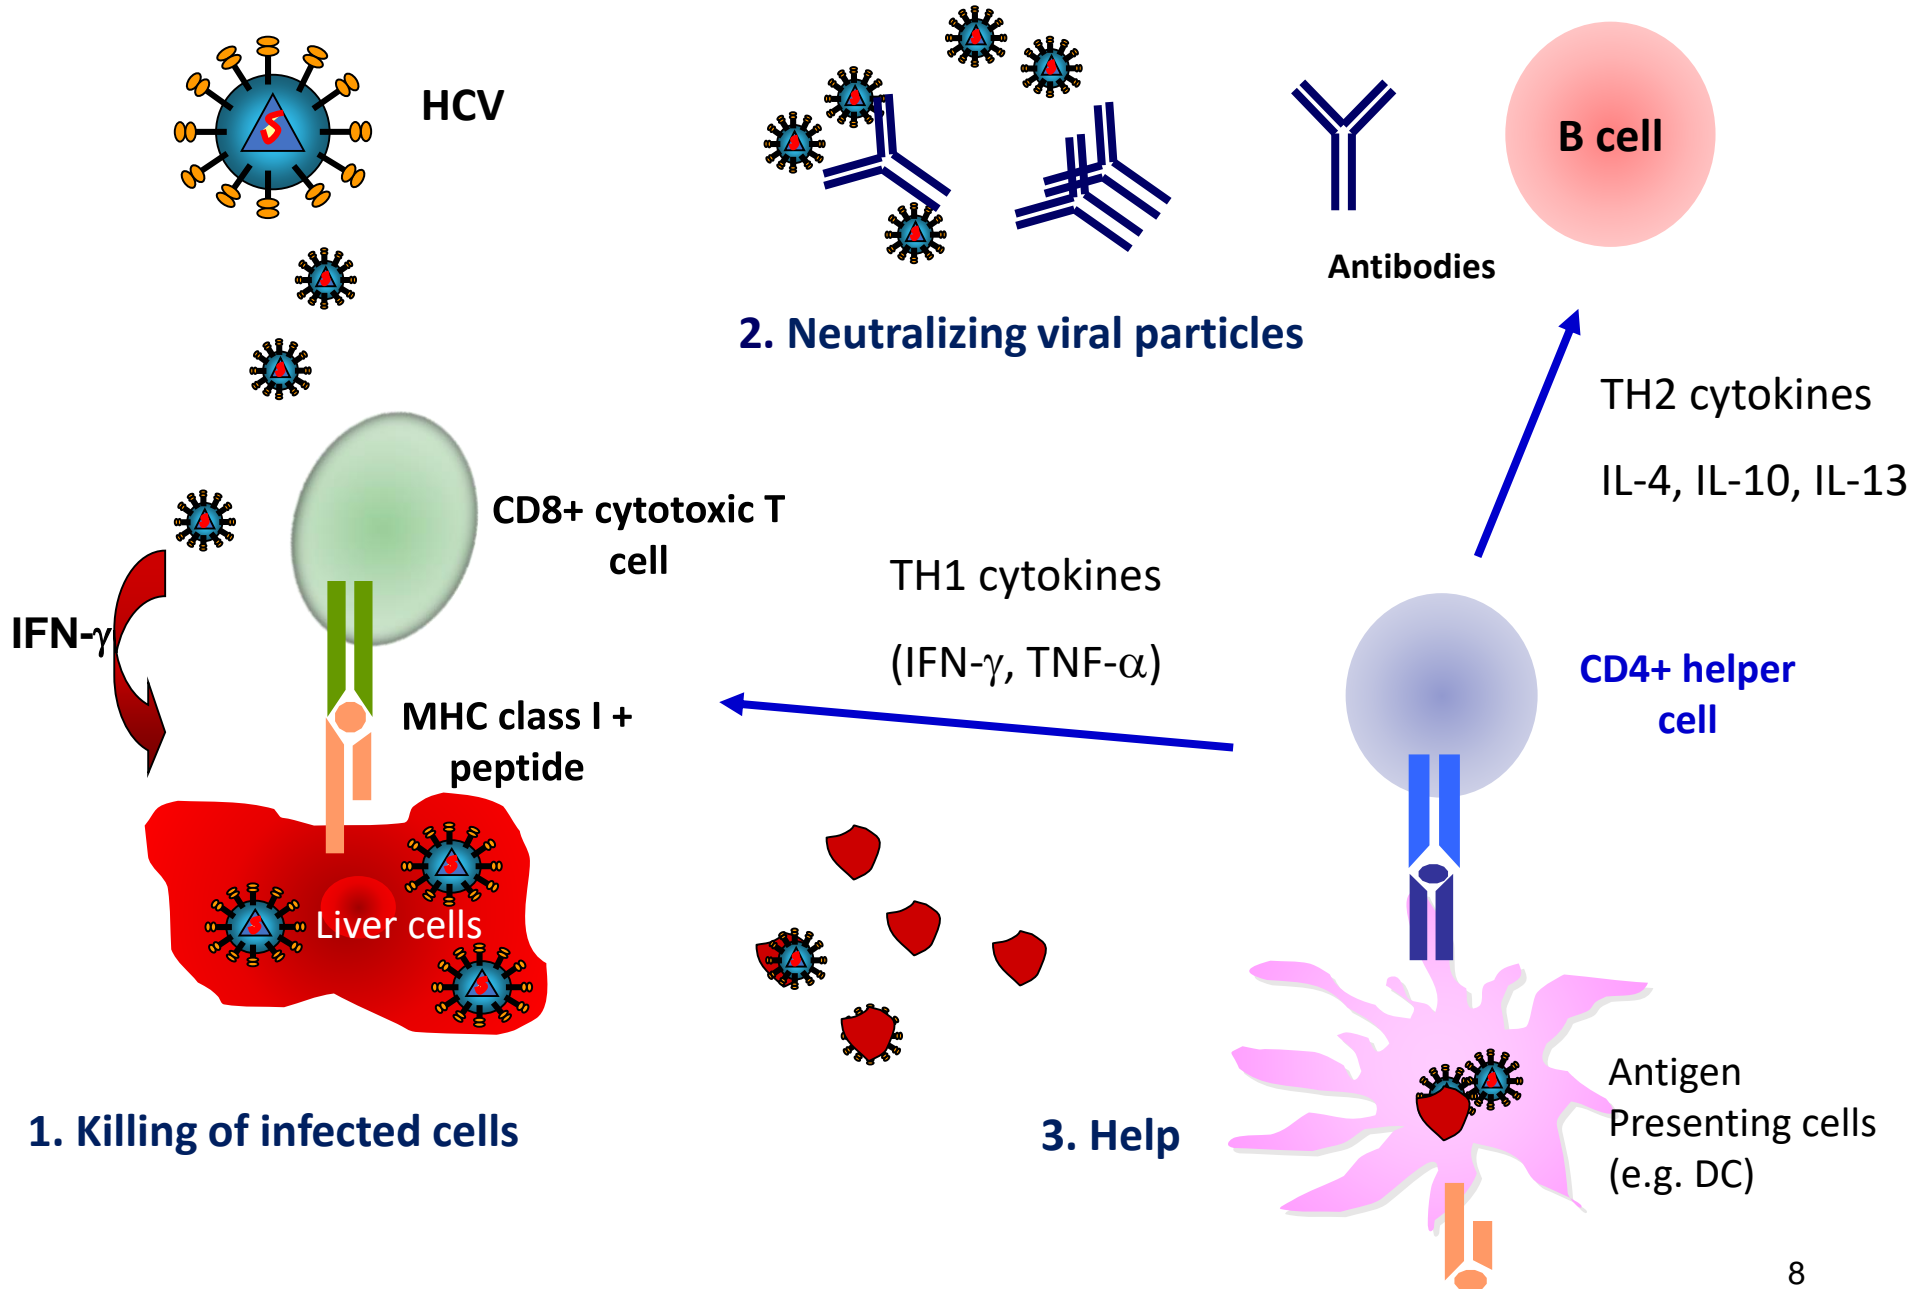 HCV
B cell
Antibodies
2. Neutralizing viral particles
TH2 cytokines
IL-4, IL-10, IL-13
CD8+ cytotoxic T
cell
TH1 cytokines
(IFN-γ, TNF-α)
IFN-γ
CD4+ helper
cell
MHC class I +
peptide
Liver cells
Antigen
Presenting cells
(e.g. DC)
1. Killing of infected cells
3. Help
8